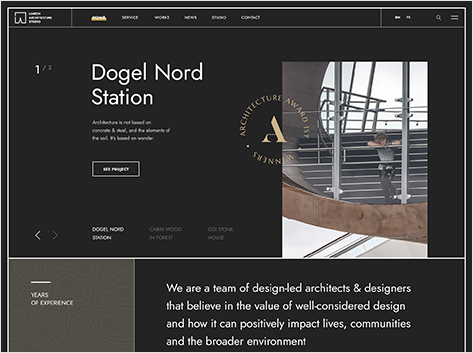 LARCH
ARCHITECTURE
STUDIO
HOME
SERVICE
WORKS
NEWS
STUDIO
CONTACT
EN
FR
1 / 3
Dogel Nord
Station
Architecture is not based on
concrete & steel, and the elements of
the soil. It's based on wonder.
SEE PROJECT
ARCHITECTURE AWARD 1ST WINNERS
A
DOGEL NORD
STATION
CABIN WOOD
IN FOREST
COI STONE
HOUSE
YEARS
OF EXPERIENCE
We are a team of design-led architects & designers
that believe in the value of well-considered design
and how it can positively impact lives, communities
and the broader environment